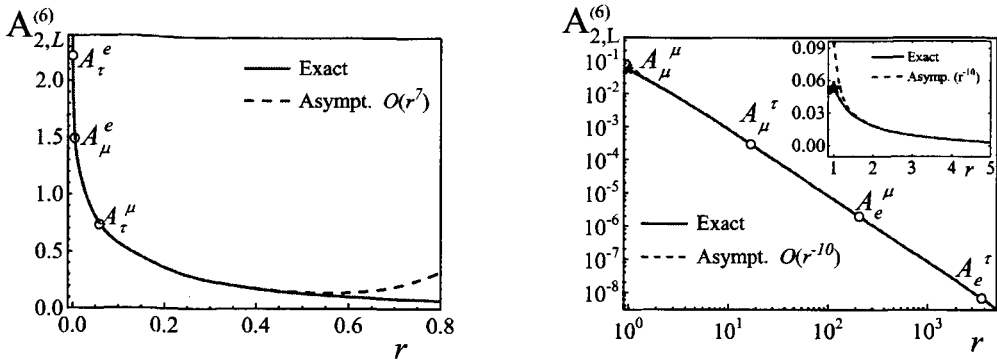 A^{(6)}_{2,L}
A_τ^e
2.0
1.5
A_μ^e
1.0
A_τ^μ
0.5
0.0
0.0 0.2 0.4 0.6 0.8
r
Exact
Asympt. O(r^7)
A^{(6)}_{2,L}
10^{-1}
10^{-2}
10^{-3}
10^{-4}
10^{-5}
10^{-6}
10^{-7}
10^{-8}
10^0 10^1 10^2 10^3
r
A_μ^μ
A_μ^τ
A_e^μ
A_e^τ
Exact
Asympt. O(r^{-10})
0.09
0.06
0.03
0.00
1 2 3 4 5
r
Exact
Asymp. (r^{-10})